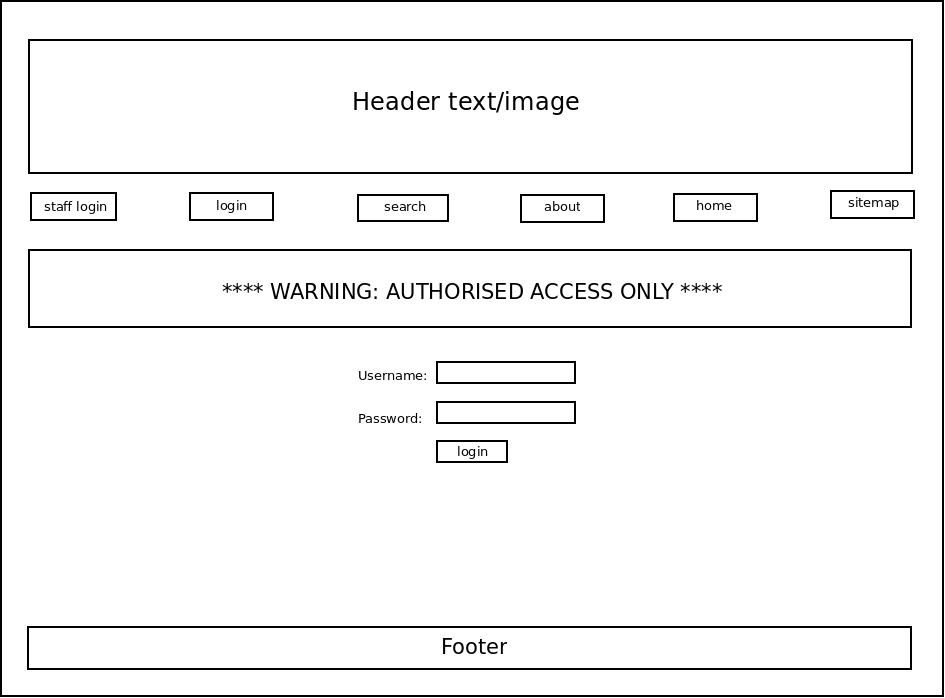 Header text/image
staff login login search about home sitemap
**** WARNING: AUTHORISED ACCESS ONLY ****
Username:
Password:
login
Footer